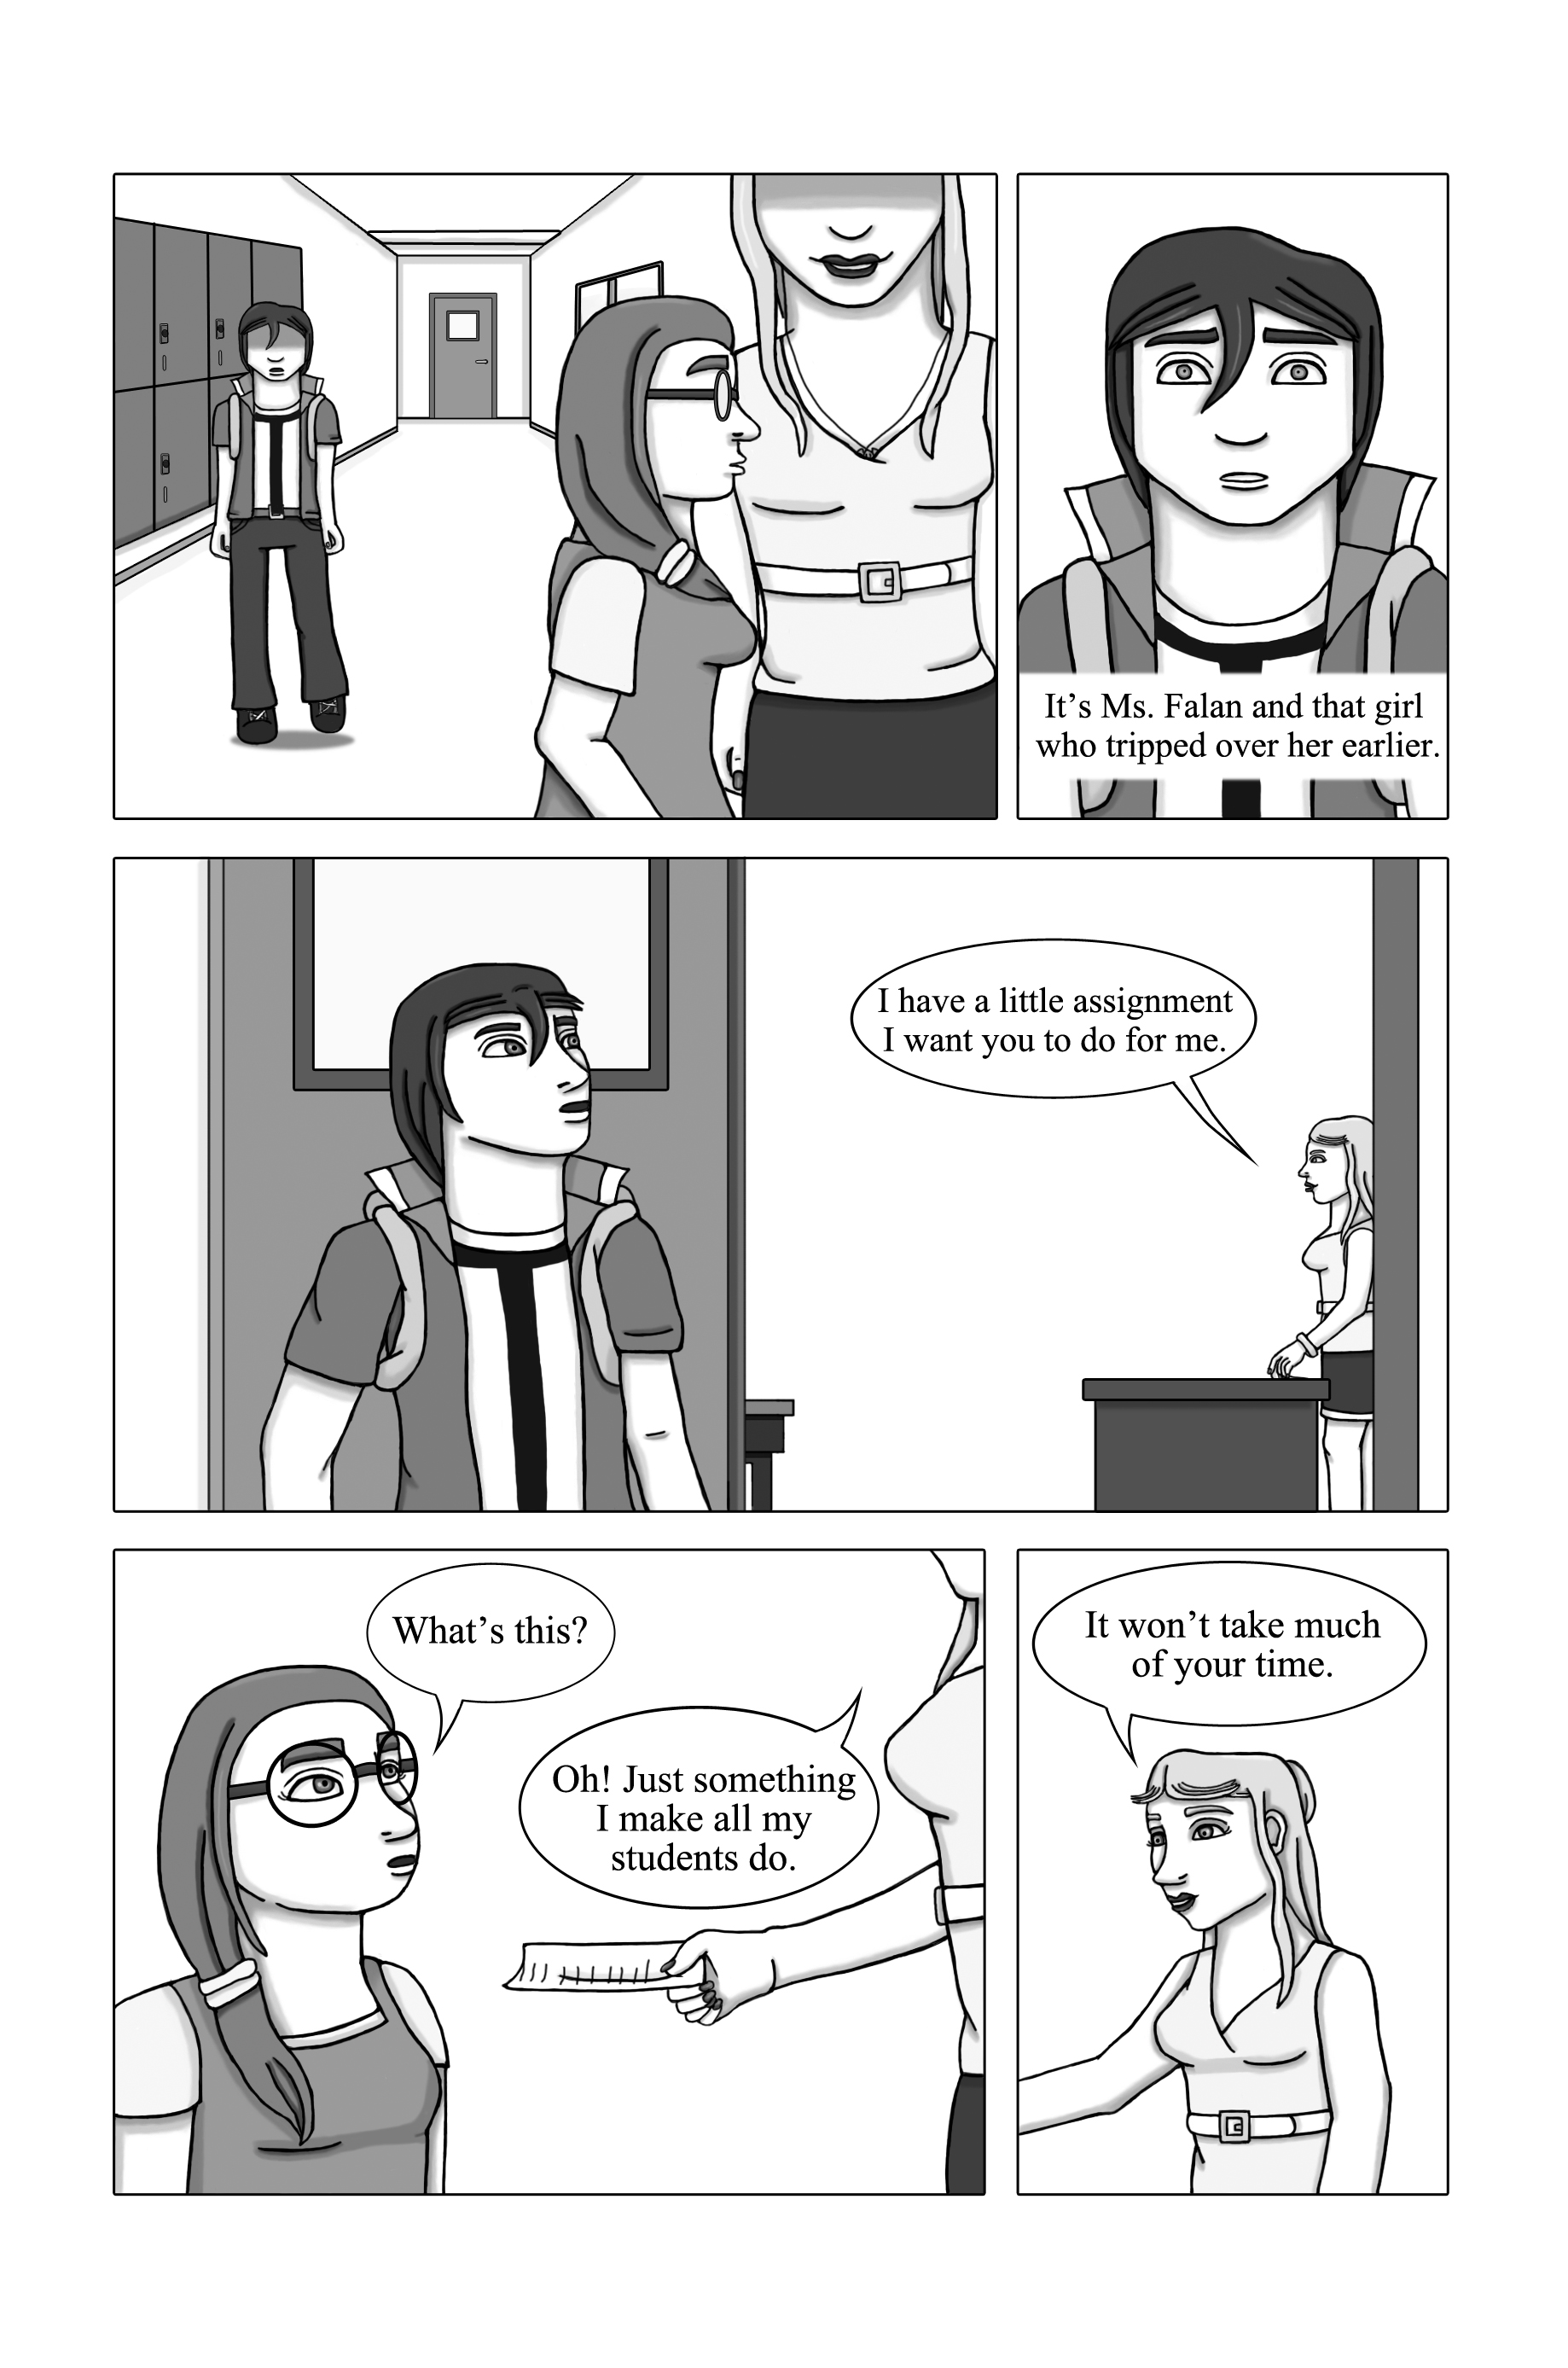 It’s Ms. Falan and that girl
who tripped over her earlier.
I have a little assignment
I want you to do for me.
What’s this?
Oh! Just something
I make all my
students do.
It won’t take much
of your time.